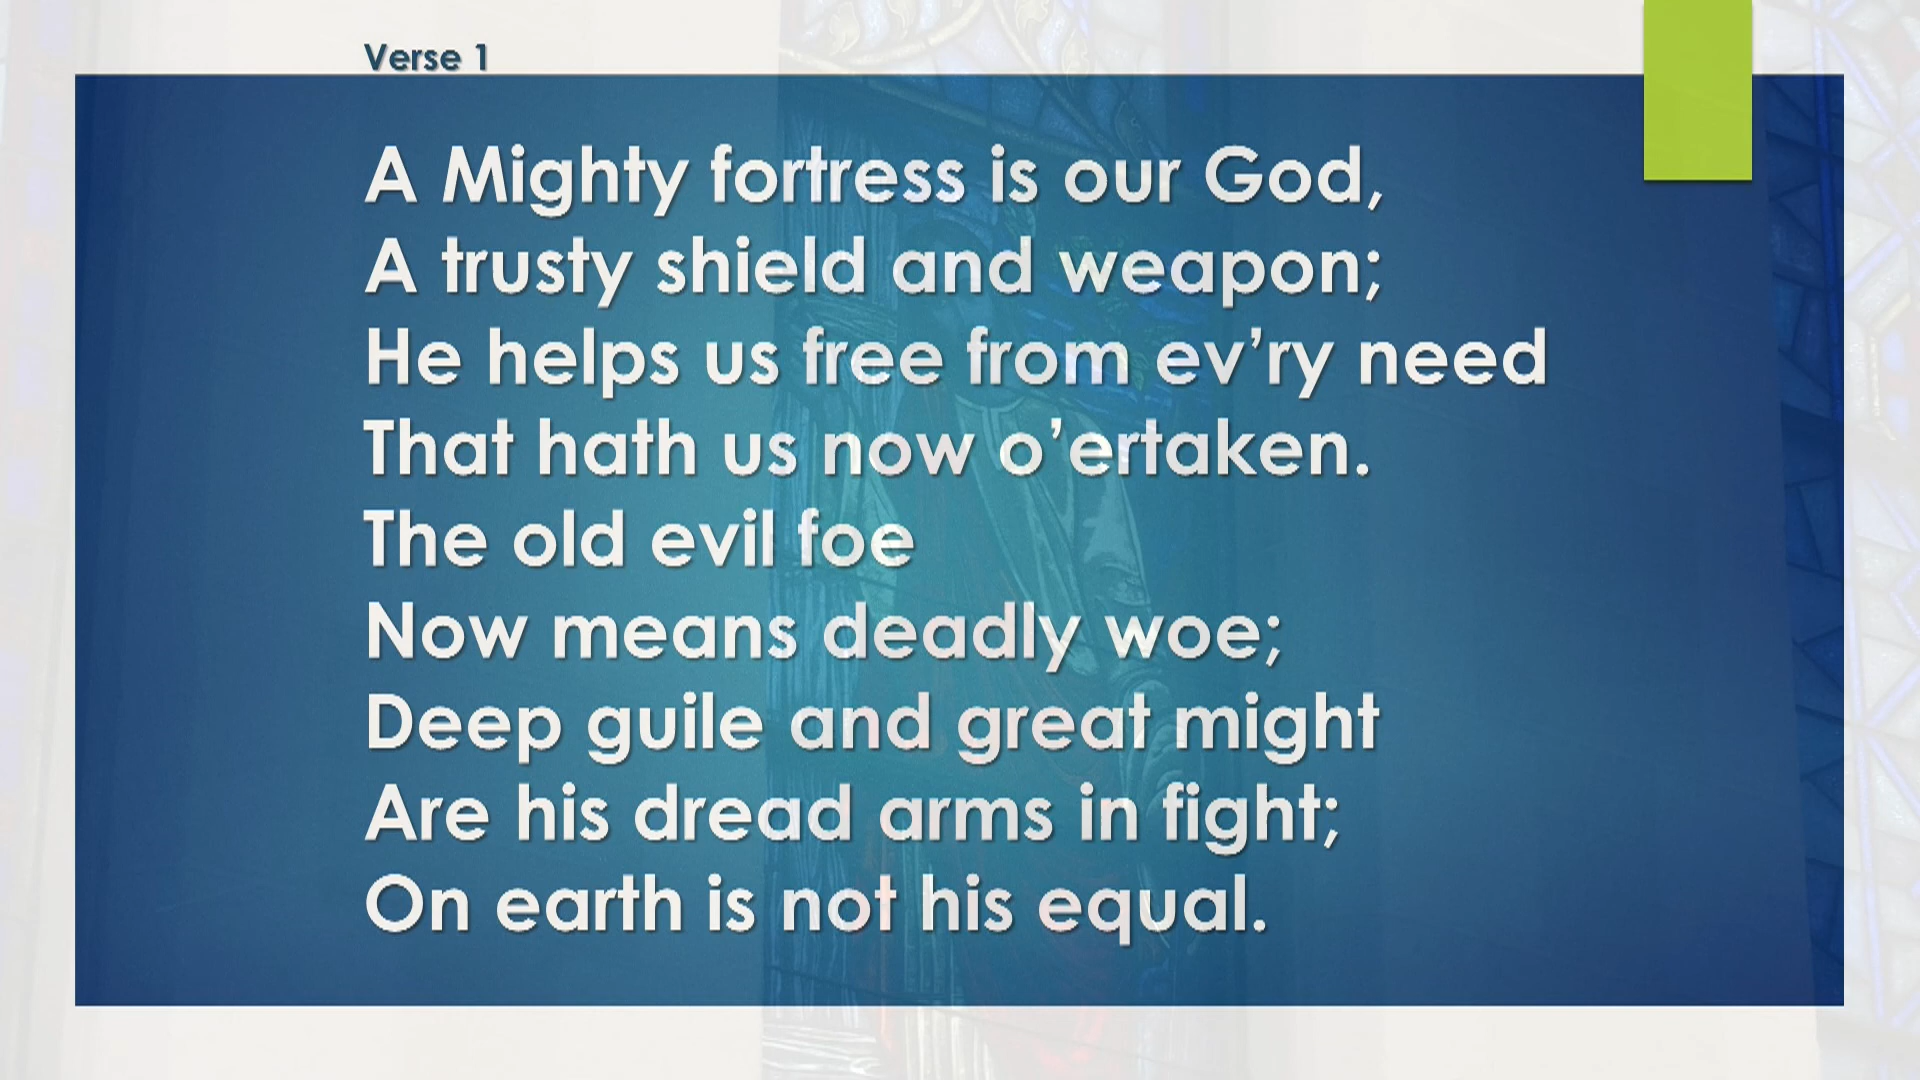 Verse 1
A Mighty fortress is our God,
A trusty shield and weapon;
He helps us free from ev’ry need
That hath us now o’ertaken.
The old evil foe
Now means deadly woe;
Deep guile and great might
Are his dread arms in fight;
On earth is not his equal.